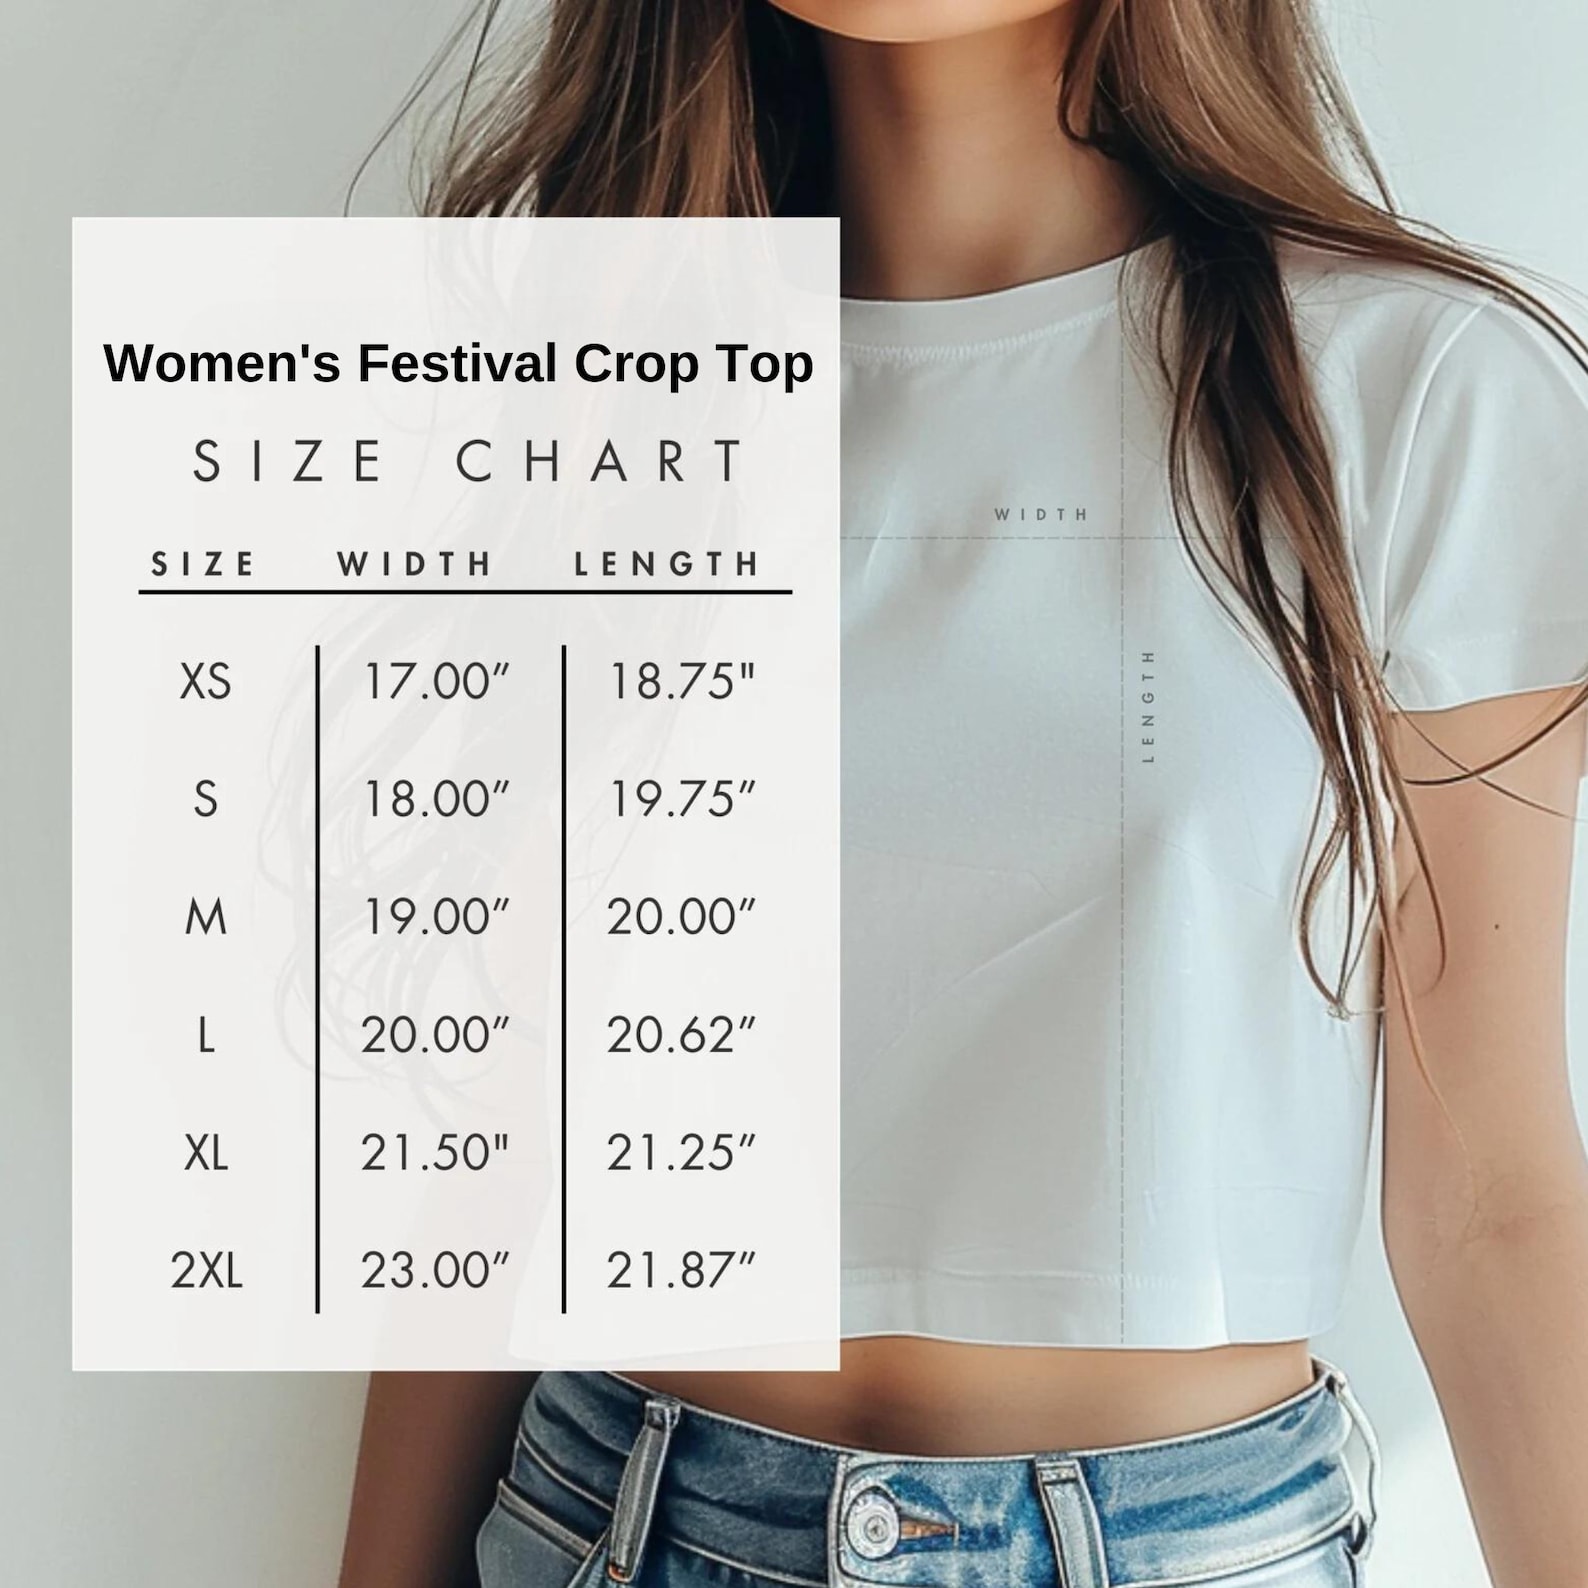 Women's Festival Crop Top
SIZE CHART
SIZE WIDTH LENGTH
XS 17.00” 18.75"
S 18.00” 19.75”
M 19.00” 20.00”
L 20.00” 20.62”
XL 21.50" 21.25”
2XL 23.00” 21.87”
WIDTH
LENGTH